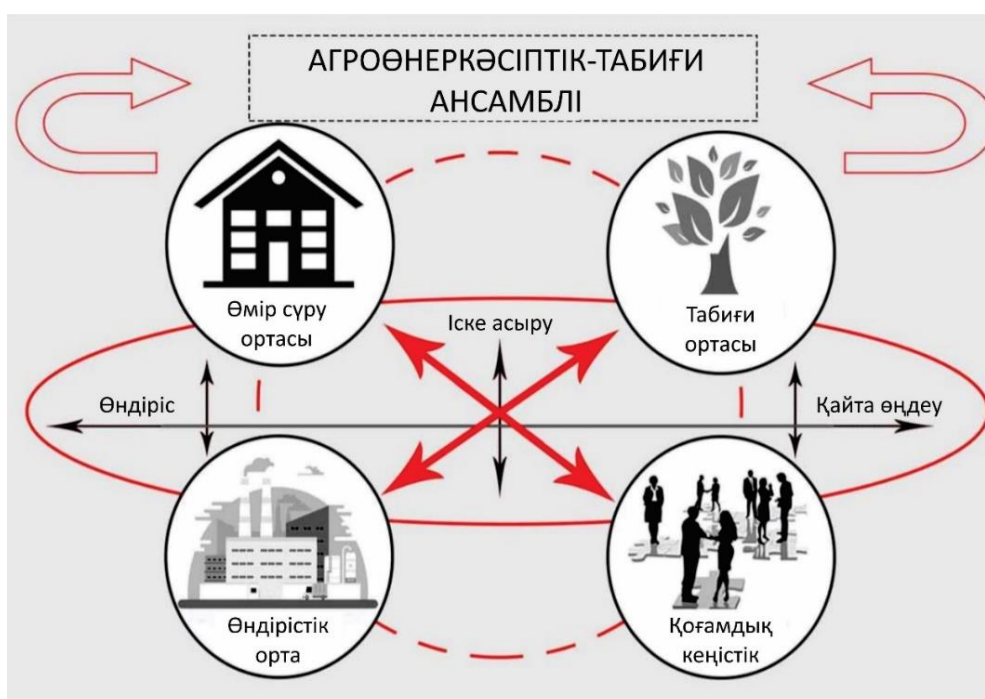 АГРОӨНЕРКӘСІПТІК-ТАБИҒИ
АНСАМБЛІ
Өмір сүру
ортасы
Іске асыру
Табиғи
ортасы
Өндіріс
Қайта өңдеу
Өндірістік
орта
Қоғамдық
кеңістік